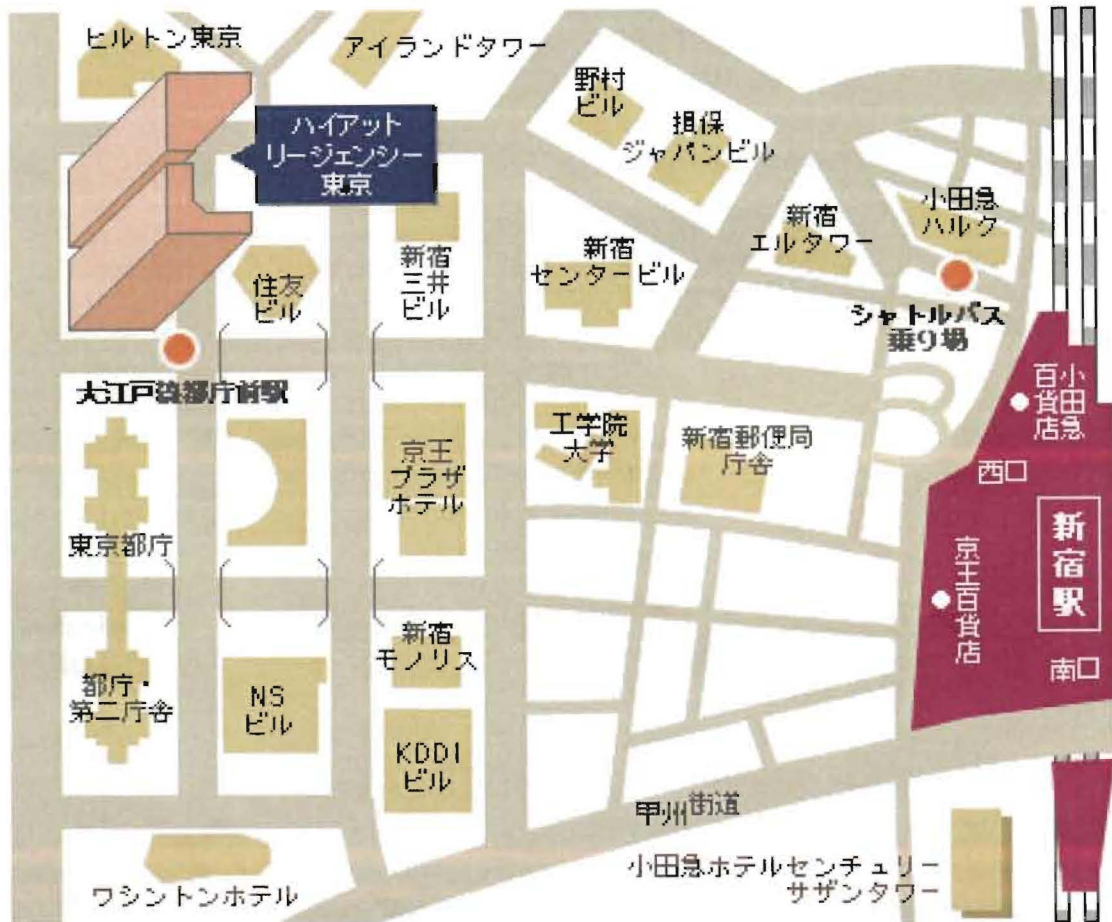 ヒルトン東京
アイランドタワー
野村
ビル
損保
ジャパンビル
ハイアット
リージェンシー
東京
小田急
ハルク
新宿
エルタワー
新宿
三井
ビル
新宿
センタービル
住友
ビル
シャトルバス
乗り場
大江戸線都庁前駅
小田急
百貨店
京王
プラザ
ホテル
工学院
大学
新宿郵便局
庁舎
西口
新宿駅
東京都庁
京王百貨店
新宿
モノリス
南口
都庁・
第二庁舎
NS
ビル
KDDI
ビル
甲州街道
小田急ホテルセンチュリー
サザンタワー
ワシントンホテル